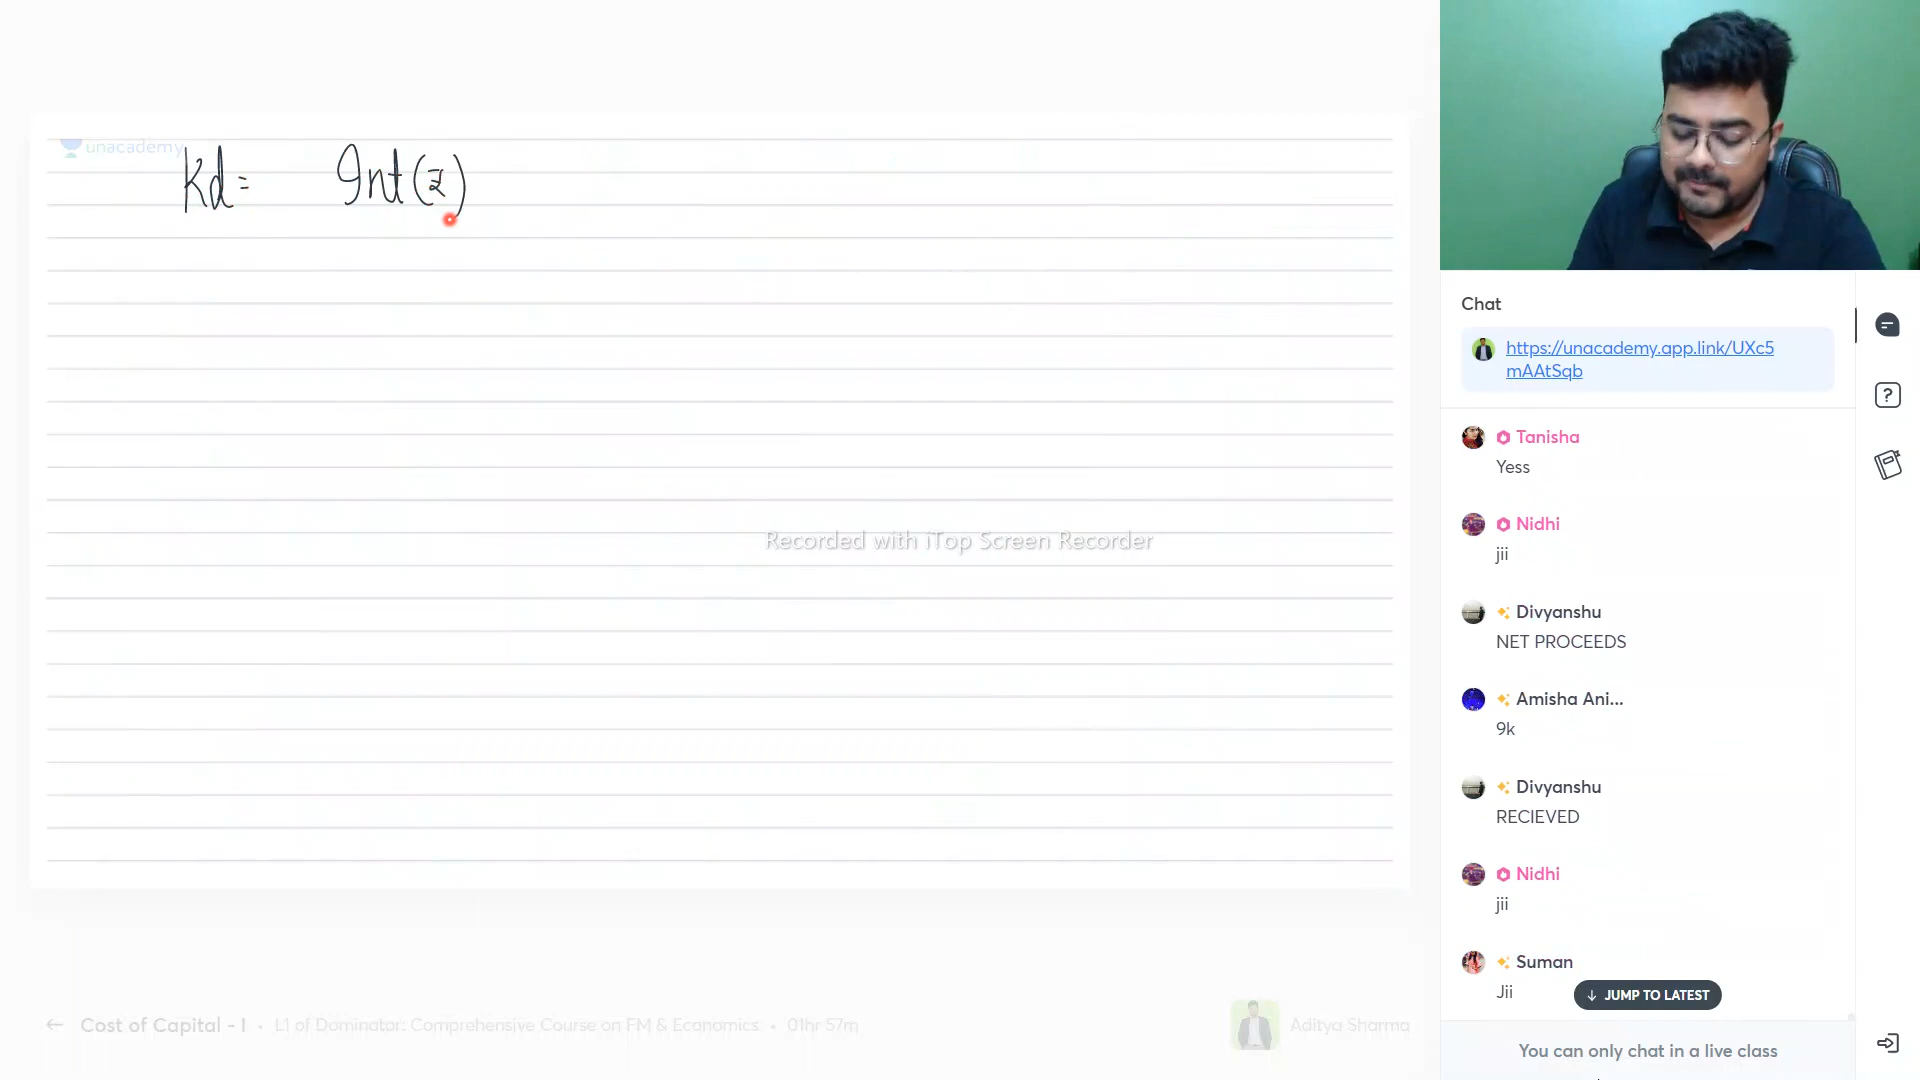 unacademy
Kd= Int(₹)
Recorded with iTop Screen Recorder
Cost of Capital - I • L1 of Dominator: Comprehensive Course on FM & Economics • 01hr 57m
Aditya Sharma
Chat
https://unacademy.app.link/UXc5
mAAtSqb
Tanisha
Yess
Nidhi
jii
Divyanshu
NET PROCEEDS
Amisha Ani...
9k
Divyanshu
RECIEVED
Nidhi
jii
Suman
Jii
JUMP TO LATEST
You can only chat in a live class